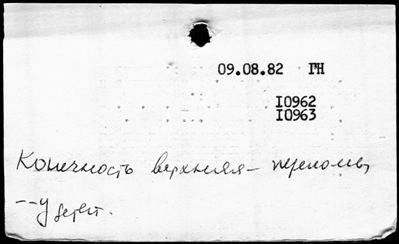 09.08.82 ГН
I0962
I0963
Конечность верхняя – переломы,
-- у детей.